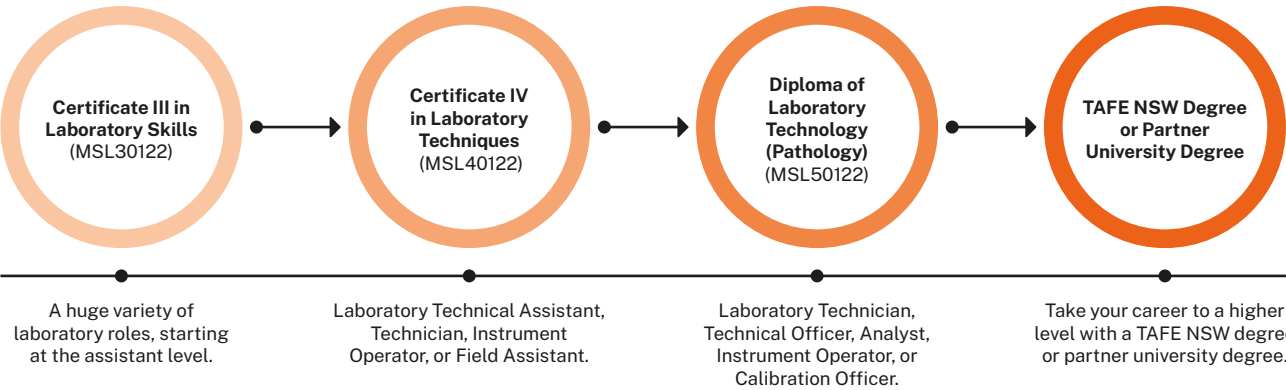 Certificate III in
Laboratory Skills
(MSL30122)
Certificate IV
in Laboratory
Techniques
(MSL40122)
Diploma of
Laboratory
Technology
(Pathology)
(MSL50122)
TAFE NSW Degree
or Partner
University Degree
A huge variety of
laboratory roles, starting
at the assistant level.
Laboratory Technical Assistant,
Technician, Instrument
Operator, or Field Assistant.
Laboratory Technician,
Technical Officer, Analyst,
Instrument Operator, or
Calibration Officer.
Take your career to a higher
level with a TAFE NSW degree
or partner university degree.